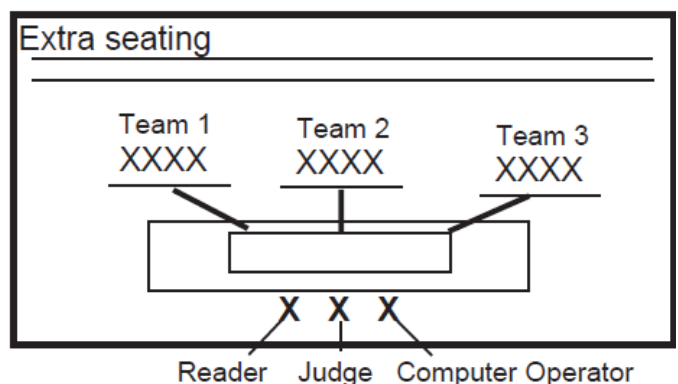 Extra seating
Team 1 Team 2 Team 3
XXXX XXXX XXXX
X X X
Reader Judge Computer Operator